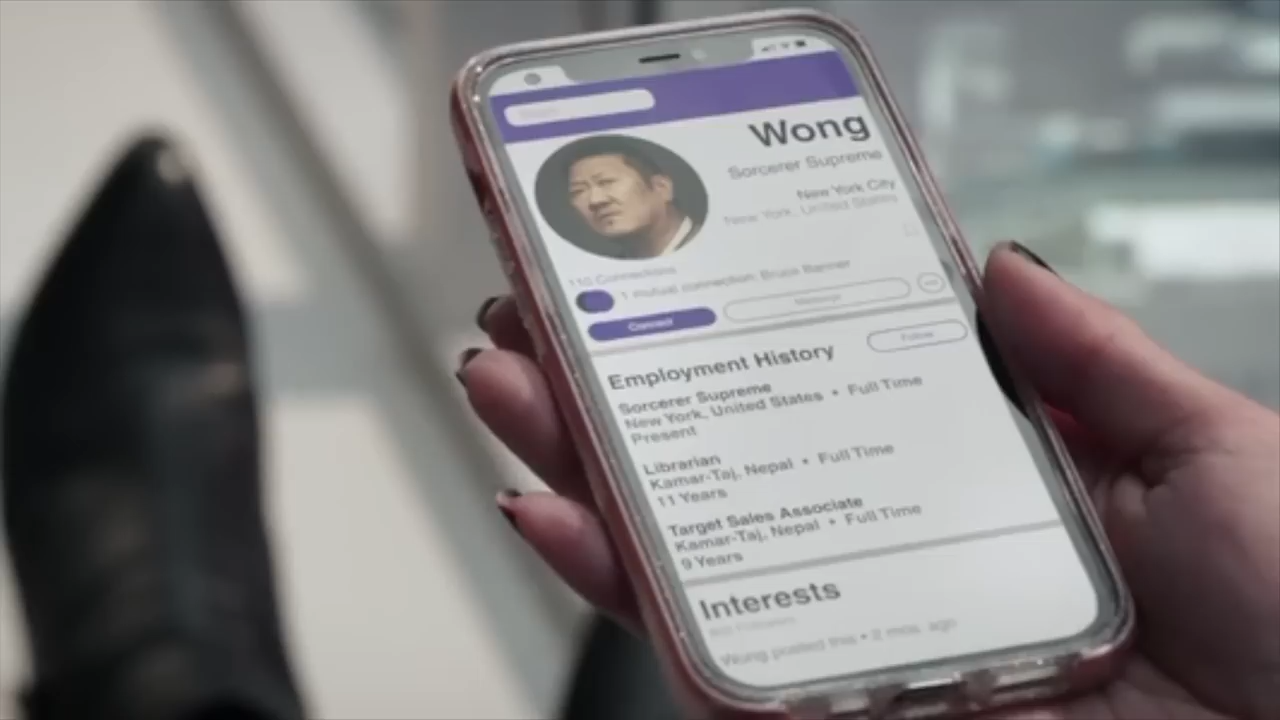 Wong
Sorcerer Supreme
New York City
New York, United States
110 Connections
1 mutual connection: Bruce Banner
Connect
Message
Follow
Employment History
Sorcerer Supreme
New York, United States • Full Time
Present
Librarian
Kamar-Taj, Nepal • Full Time
11 Years
Target Sales Associate
Kamar-Taj, Nepal • Full Time
9 Years
Interests
Wong posted this • 2 mos. ago